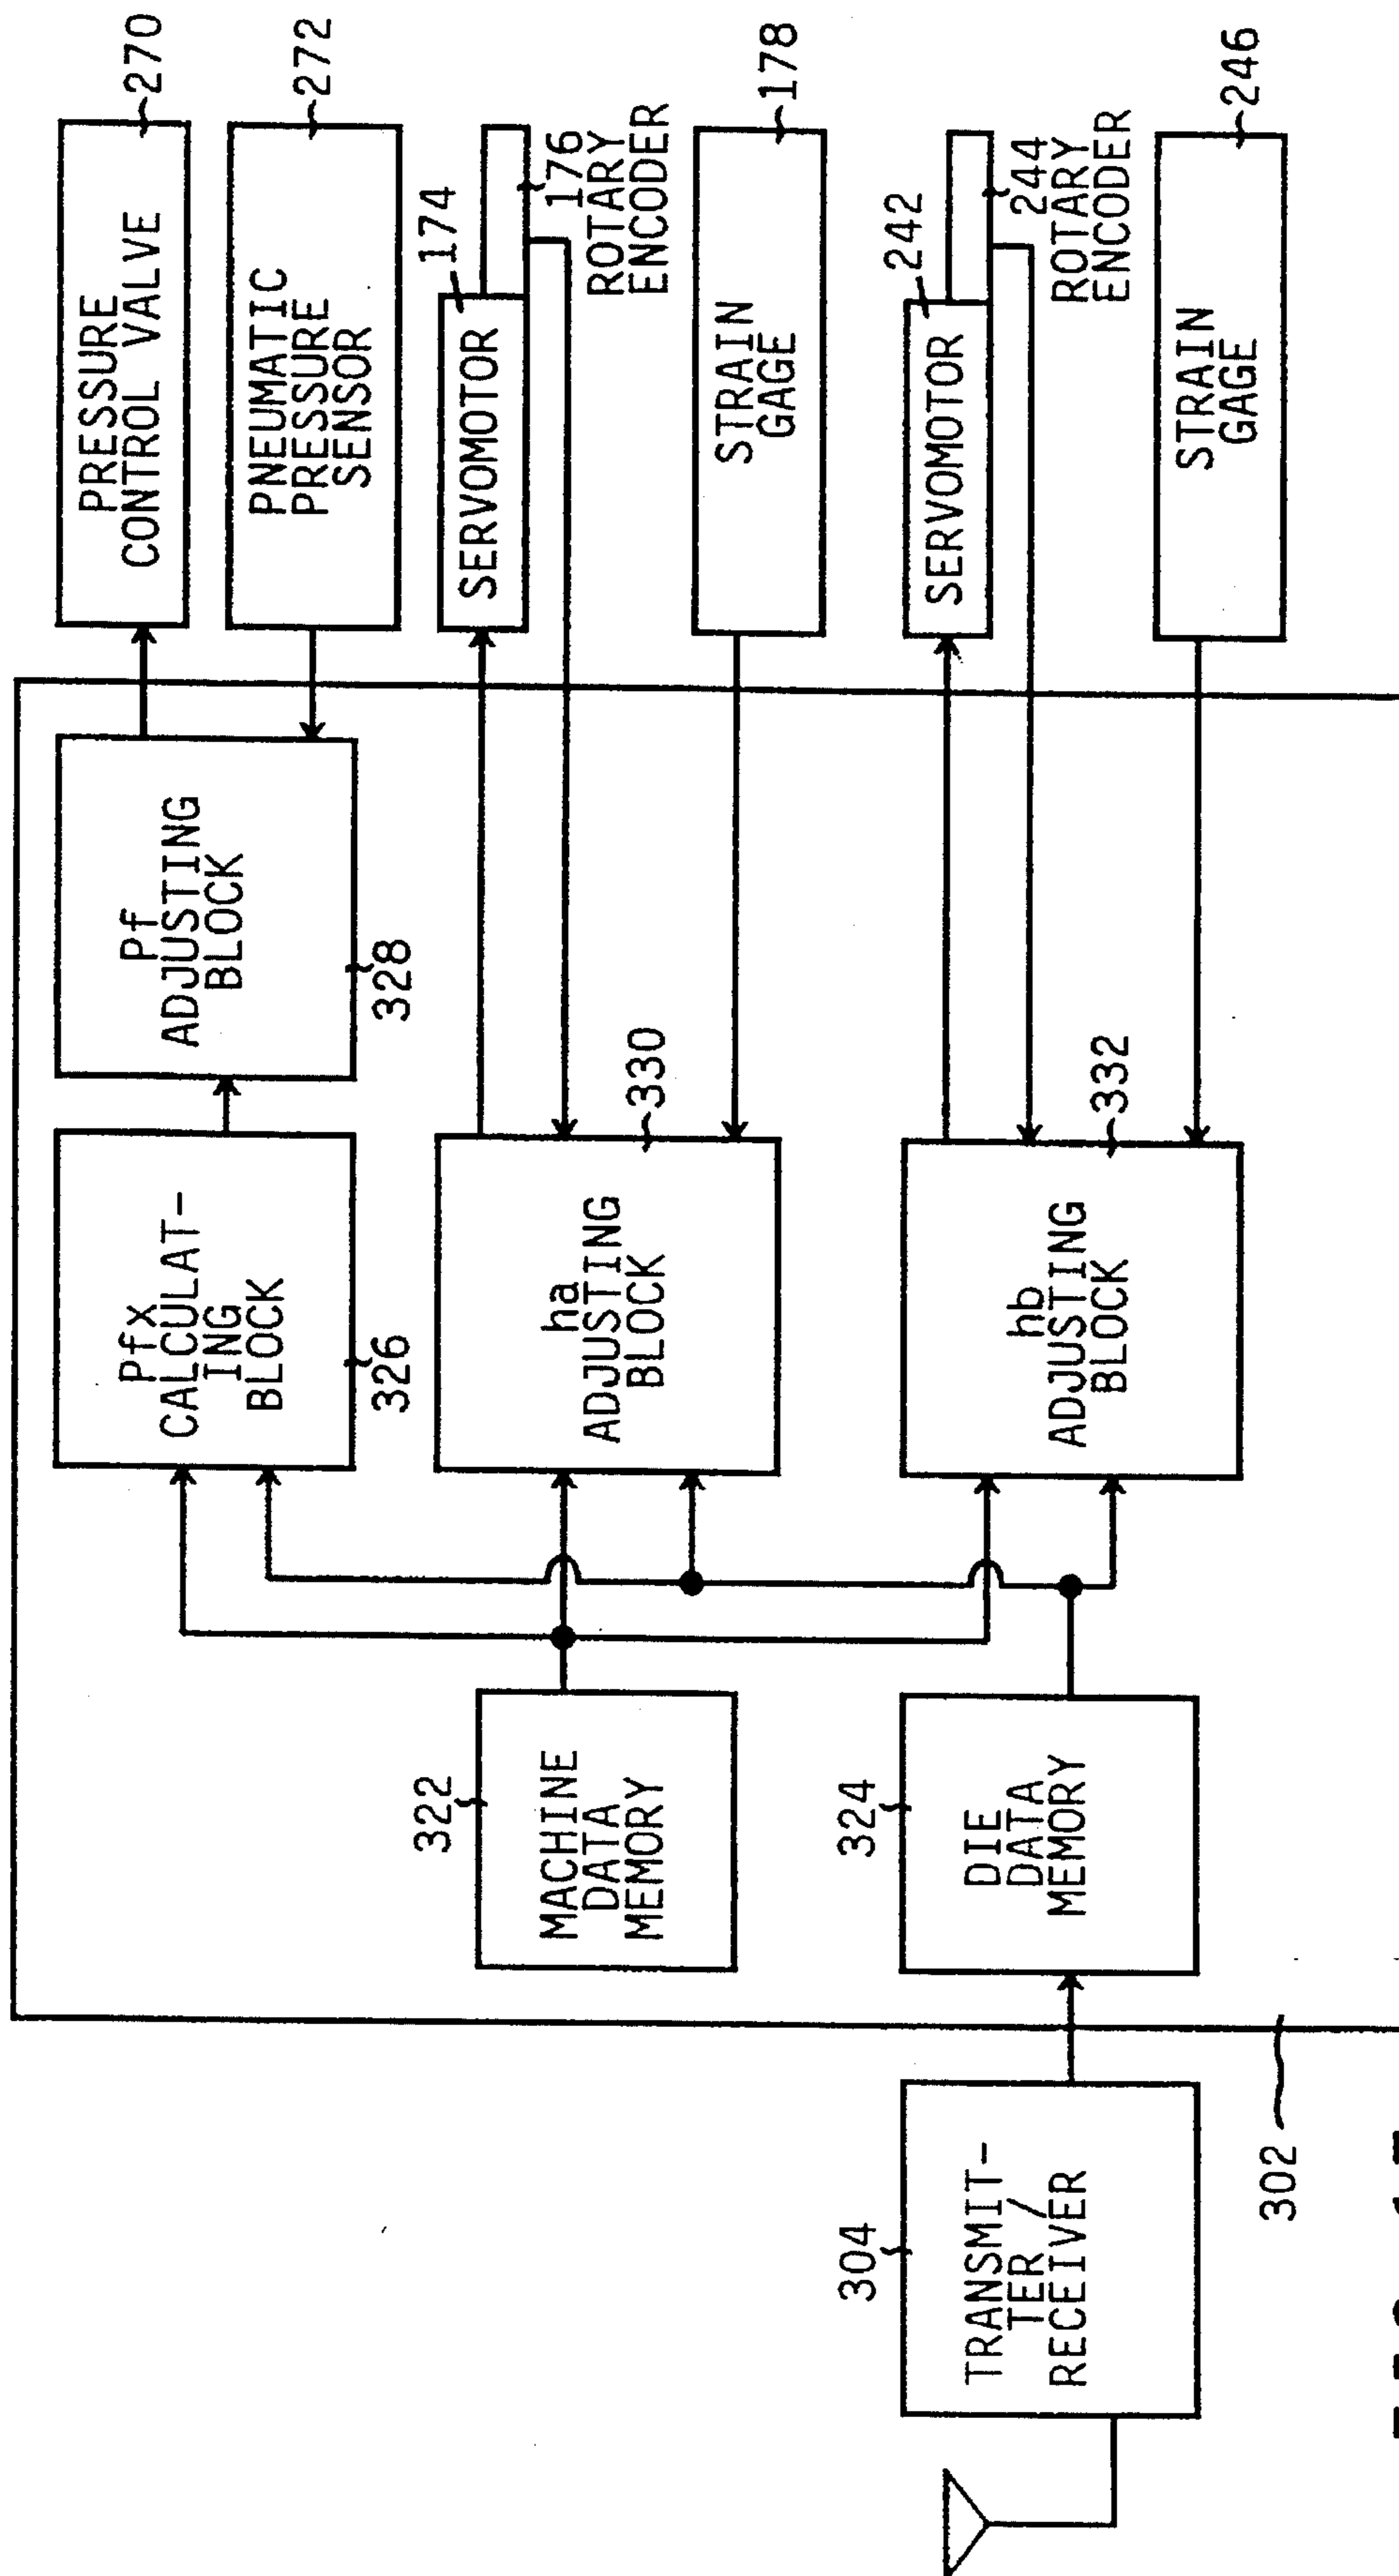 304
TRANSMIT-
TER /
RECEIVER
302
322
MACHINE
DATA
MEMORY
324
DIE
DATA
MEMORY
Pfx
CALCULAT-
ING
BLOCK
326
Pf
ADJUSTING
BLOCK
328
ha
ADJUSTING
BLOCK
330
hb
ADJUSTING
BLOCK
332
PRESSURE
CONTROL VALVE
270
PNEUMATIC
PRESSURE
SENSOR
272
SERVOMOTOR
174
176
ROTARY
ENCODER
STRAIN
GAGE
178
SERVOMOTOR
242
244
ROTARY
ENCODER
STRAIN
GAGE
246